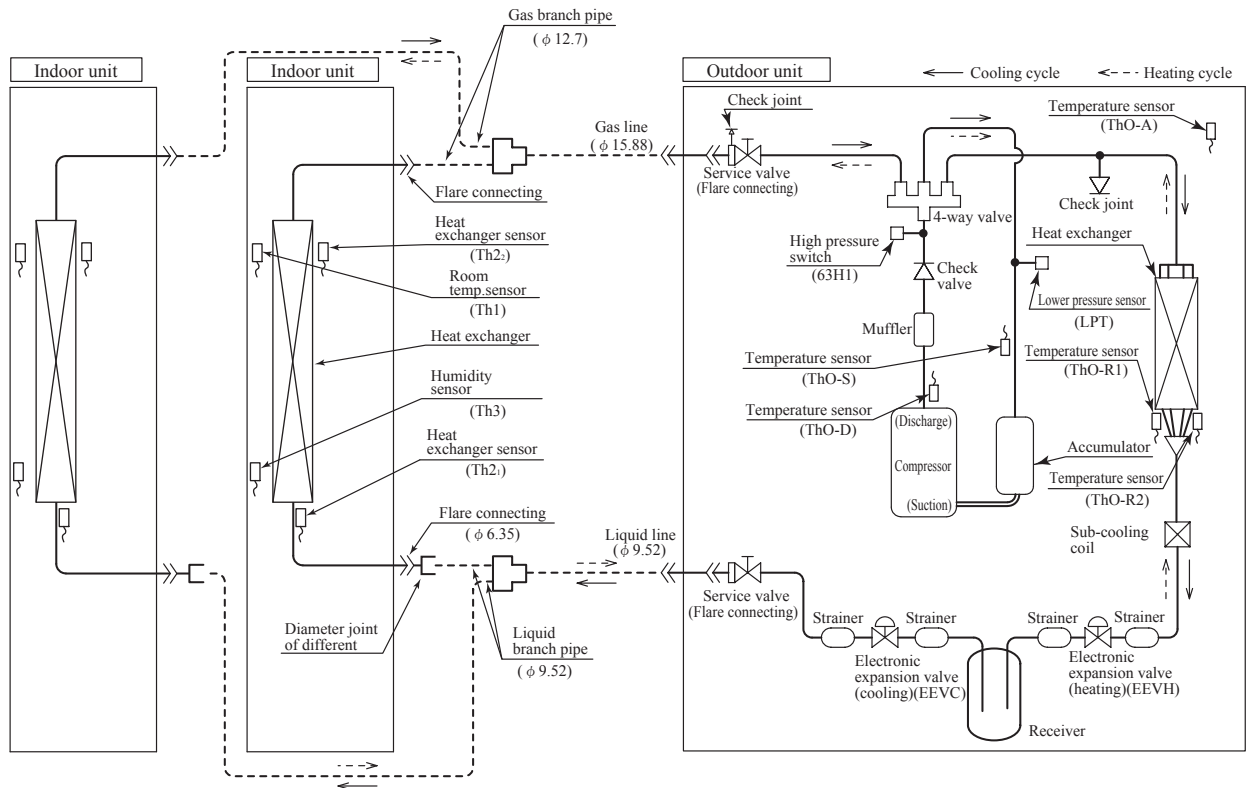 Gas branch pipe
( φ 12.7)
Indoor unit
Indoor unit
Outdoor unit
Cooling cycle
Heating cycle
Check joint
Temperature sensor
(ThO-A)
Gas line
( φ 15.88)
Service valve
(Flare connecting)
Flare connecting
4-way valve
Check joint
Heat
exchanger sensor
(Th2₂)
High pressure
switch
(63H1)
Check
valve
Heat exchanger
Room
temp.sensor
(Th1)
Lower pressure sensor
(LPT)
Muffler
Heat exchanger
Temperature sensor
(ThO-S)
Temperature sensor
(ThO-R1)
Humidity
sensor
(Th3)
Temperature sensor
(ThO-D)
(Discharge)
Compressor
(Suction)
Accumulator
Heat
exchanger sensor
(Th2₁)
Temperature sensor
(ThO-R2)
Flare connecting
( φ 6.35)
Liquid line
( φ 9.52)
Sub-cooling
coil
Service valve
(Flare connecting)
Diameter joint
of different
Liquid
branch pipe
( φ 9.52)
Strainer
Strainer
Strainer
Strainer
Electronic
expansion valve
(cooling)(EEVC)
Electronic
expansion valve
(heating)(EEVH)
Receiver